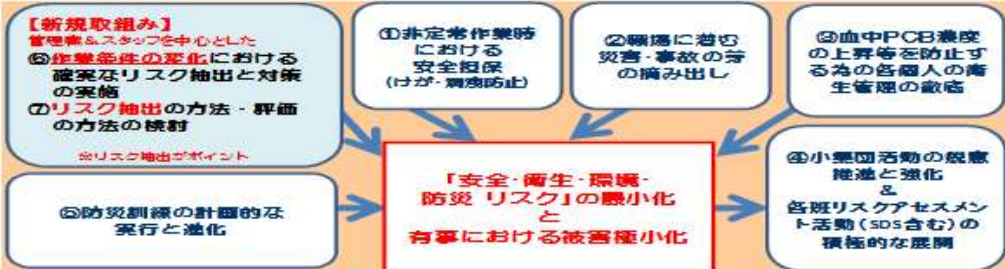 【新規取組み】
管理者&スタッフを中心とした
⑥作業条件の変化における
確実なリスク抽出と対策
の実施
⑦リスク抽出の方法・評価
の方法の検討
※リスク抽出がポイント
①非定常作業時
における
安全担保
(けが・漏洩防止)
②職場に潜む
災害・事故の芽
の摘み出し
③血中PCB濃度
の上昇等を防止す
る為の各個人の衛
生管理の徹底
④小集団活動の鋭意
推進と強化
&
各班リスクアセスメン
ト活動(SDS含む)の
積極的な展開
⑤防災訓練の計画的な
実行と進化
「安全・衛生・環境・
防災 リスク」の最小化
と
有事における被害極小化